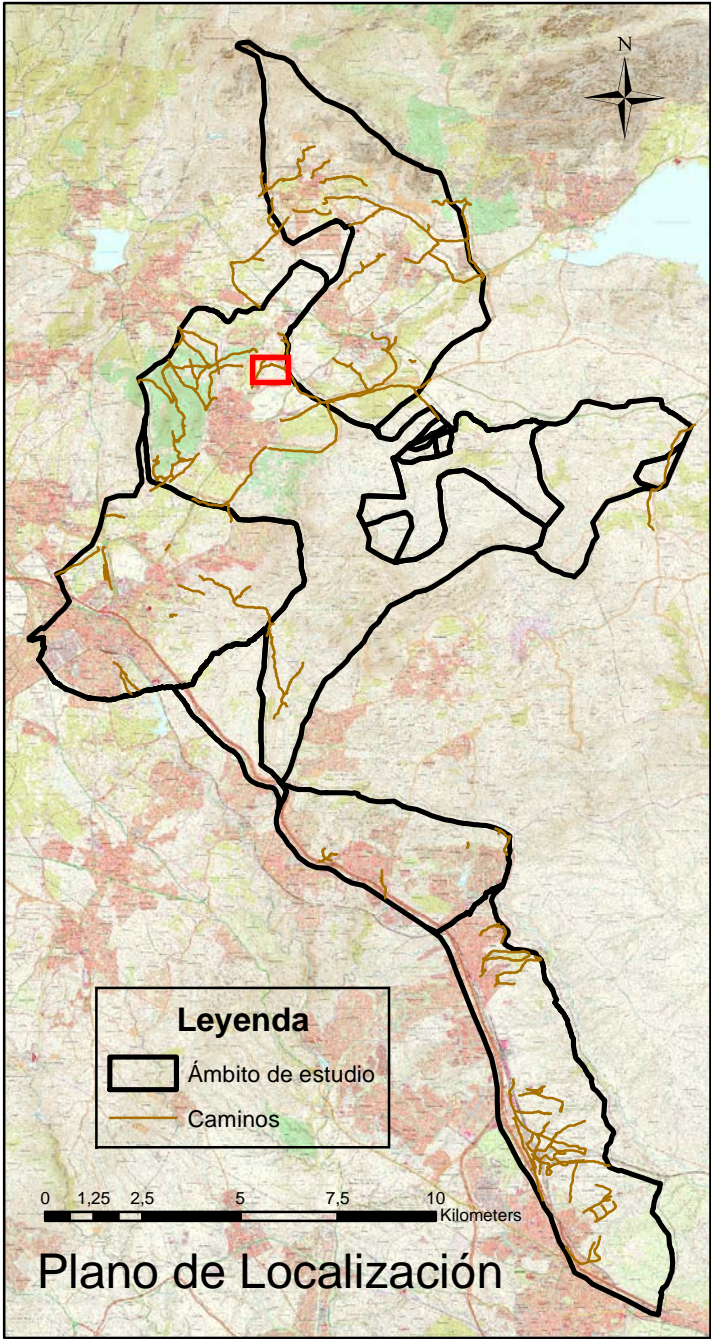 N
Leyenda
Ámbito de estudio
Caminos
0 1,25 2,5 5 7,5 10
Kilometers
Plano de Localización